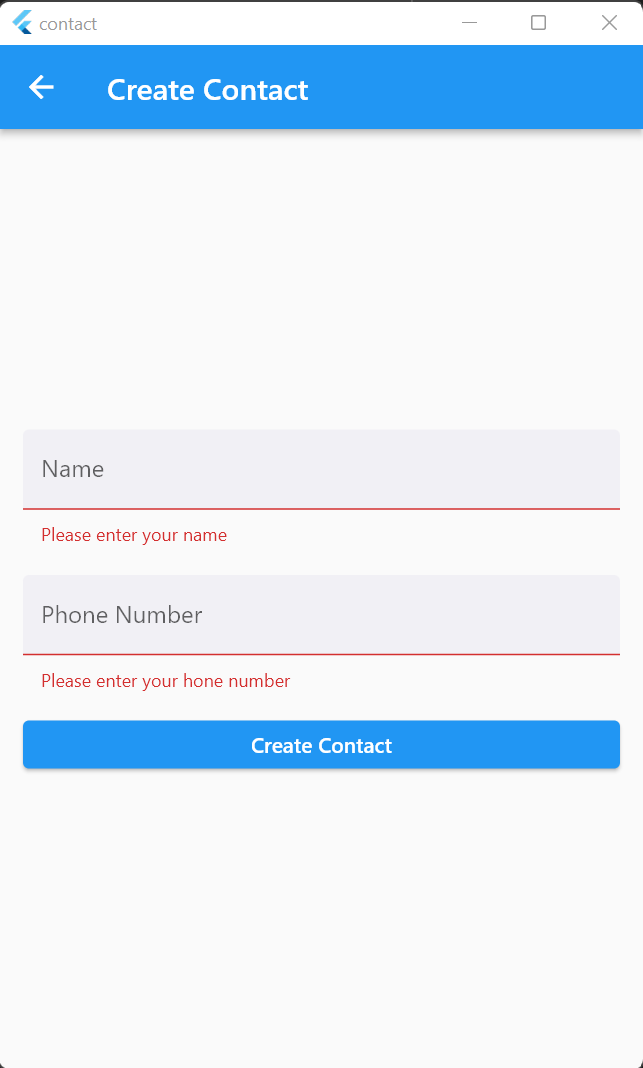 contact
Create Contact
Name
Please enter your name
Phone Number
Please enter your hone number
Create Contact